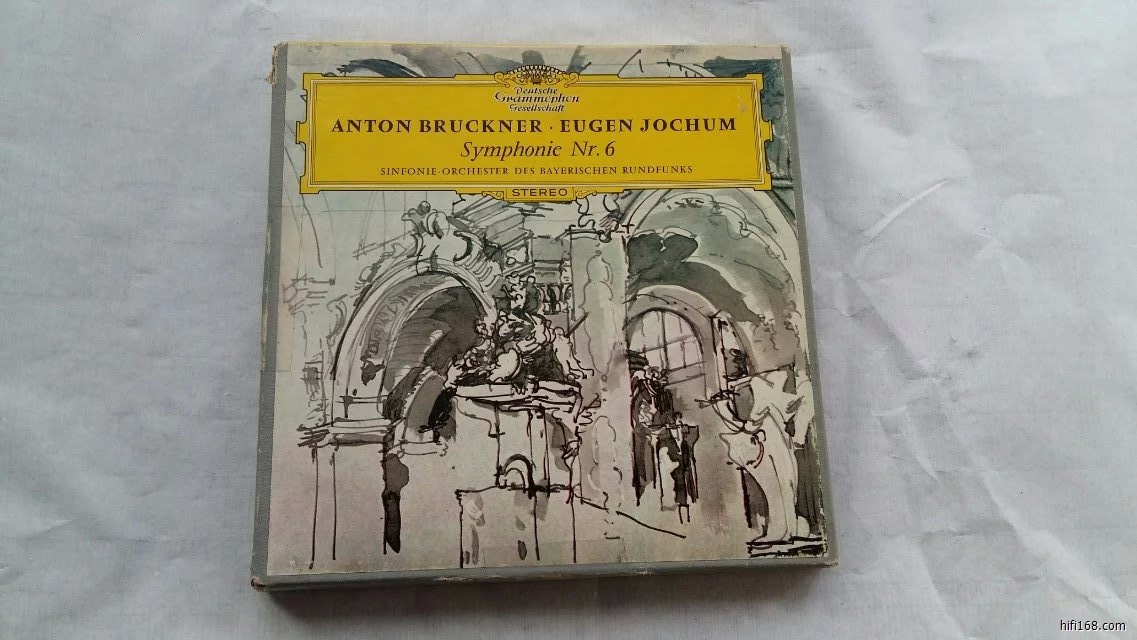 Deutsche
Grammophon
Gesellschaft
ANTON BRUCKNER · EUGEN JOCHUM
Symphonie Nr. 6
SINFONIE-ORCHESTER DES BAYERISCHEN RUNDFUNKS
STEREO
hifi168.com